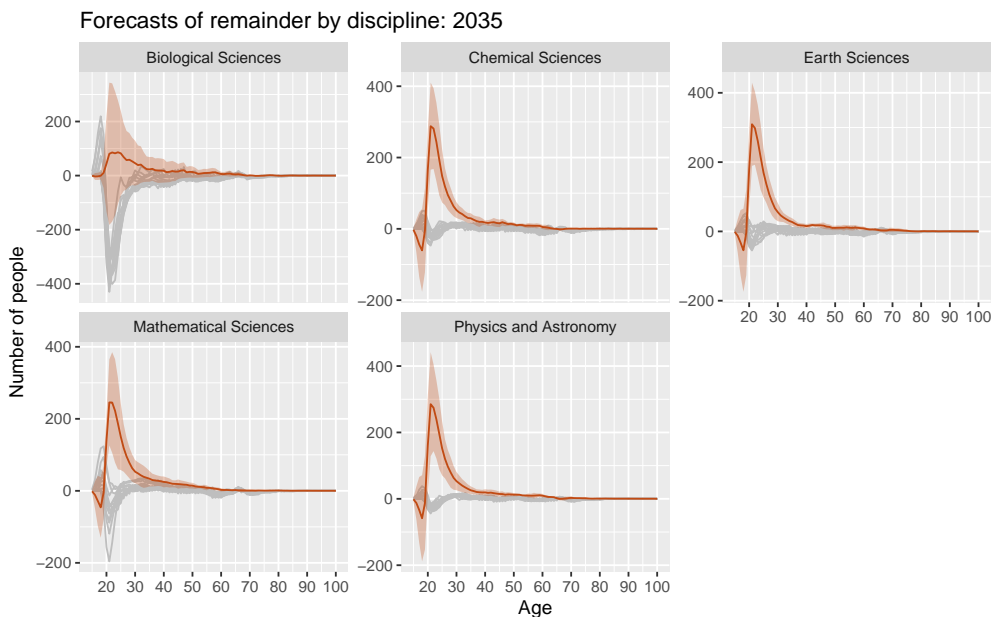 Forecasts of remainder by discipline: 2035
Biological Sciences
Chemical Sciences
Earth Sciences
200
0
−200
−400
400
200
0
−200
400
200
0
−200
20 30 40 50 60 70 80 90 100
Mathematical Sciences
Physics and Astronomy
400
200
0
−200
400
200
0
−200
20 30 40 50 60 70 80 90 100
20 30 40 50 60 70 80 90 100
Number of people
Age